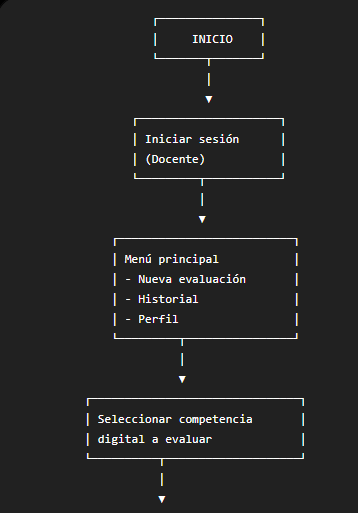 INICIO
Iniciar sesión
(Docente)
Menú principal
- Nueva evaluación
- Historial
- Perfil
Seleccionar competencia
digital a evaluar